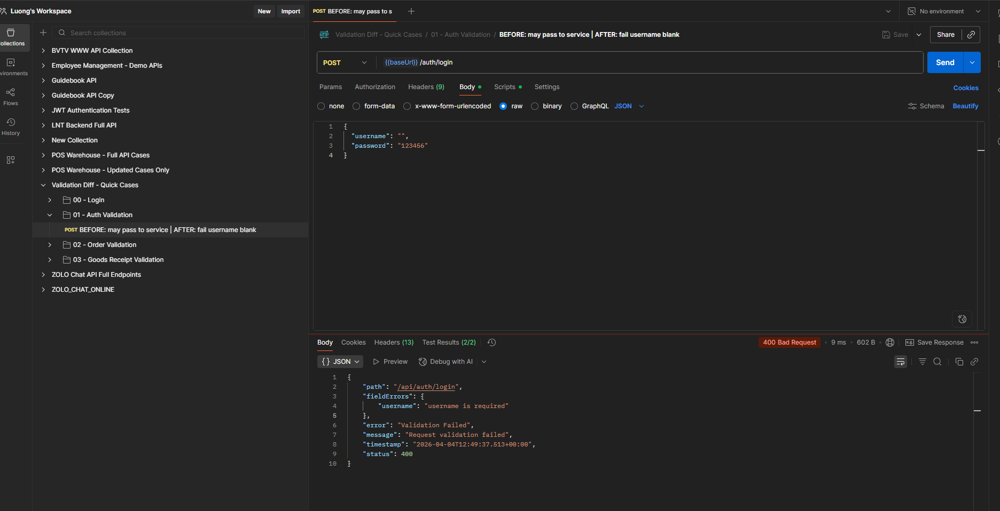 Luong's Workspace
New
Import
ollections
vironments
Flows
History
Search collections
BVTV WWW API Collection
Employee Management - Demo APIs
Guidebook API
Guidebook API Copy
JWT Authentication Tests
LNT Backend Full API
New Collection
POS Warehouse - Full API Cases
POS Warehouse - Updated Cases Only
Validation Diff - Quick Cases
00 - Login
01 - Auth Validation
POST BEFORE: may pass to service | AFTER: fail username blank
02 - Order Validation
03 - Goods Receipt Validation
ZOLO Chat API Full Endpoints
ZOLO_CHAT_ONLINE
POST BEFORE: may pass to s
No environment
HTTP Validation Diff - Quick Cases / 01 - Auth Validation / BEFORE: may pass to service | AFTER: fail username blank
Save
Share
POST {{baseUrl}} /auth/login
Send
Params Authorization Headers (9) Body Scripts Settings
Cookies
none form-data x-www-form-urlencoded raw binary GraphQL JSON
Schema Beautify
1 {
2 "username": "",
3 "password": "123456"
4 }
Body Cookies Headers (13) Test Results (2/2)
400 Bad Request • 9 ms • 602 B
e.g. Save Response
{} JSON Preview Debug with AI
1 {
2 "path": "/api/auth/login",
3 "fieldErrors": {
4 "username": "username is required"
5 },
6 "error": "Validation Failed",
7 "message": "Request validation failed",
8 "timestamp": "2026-04-04T12:49:37.513+00:00",
9 "status": 400
10 }